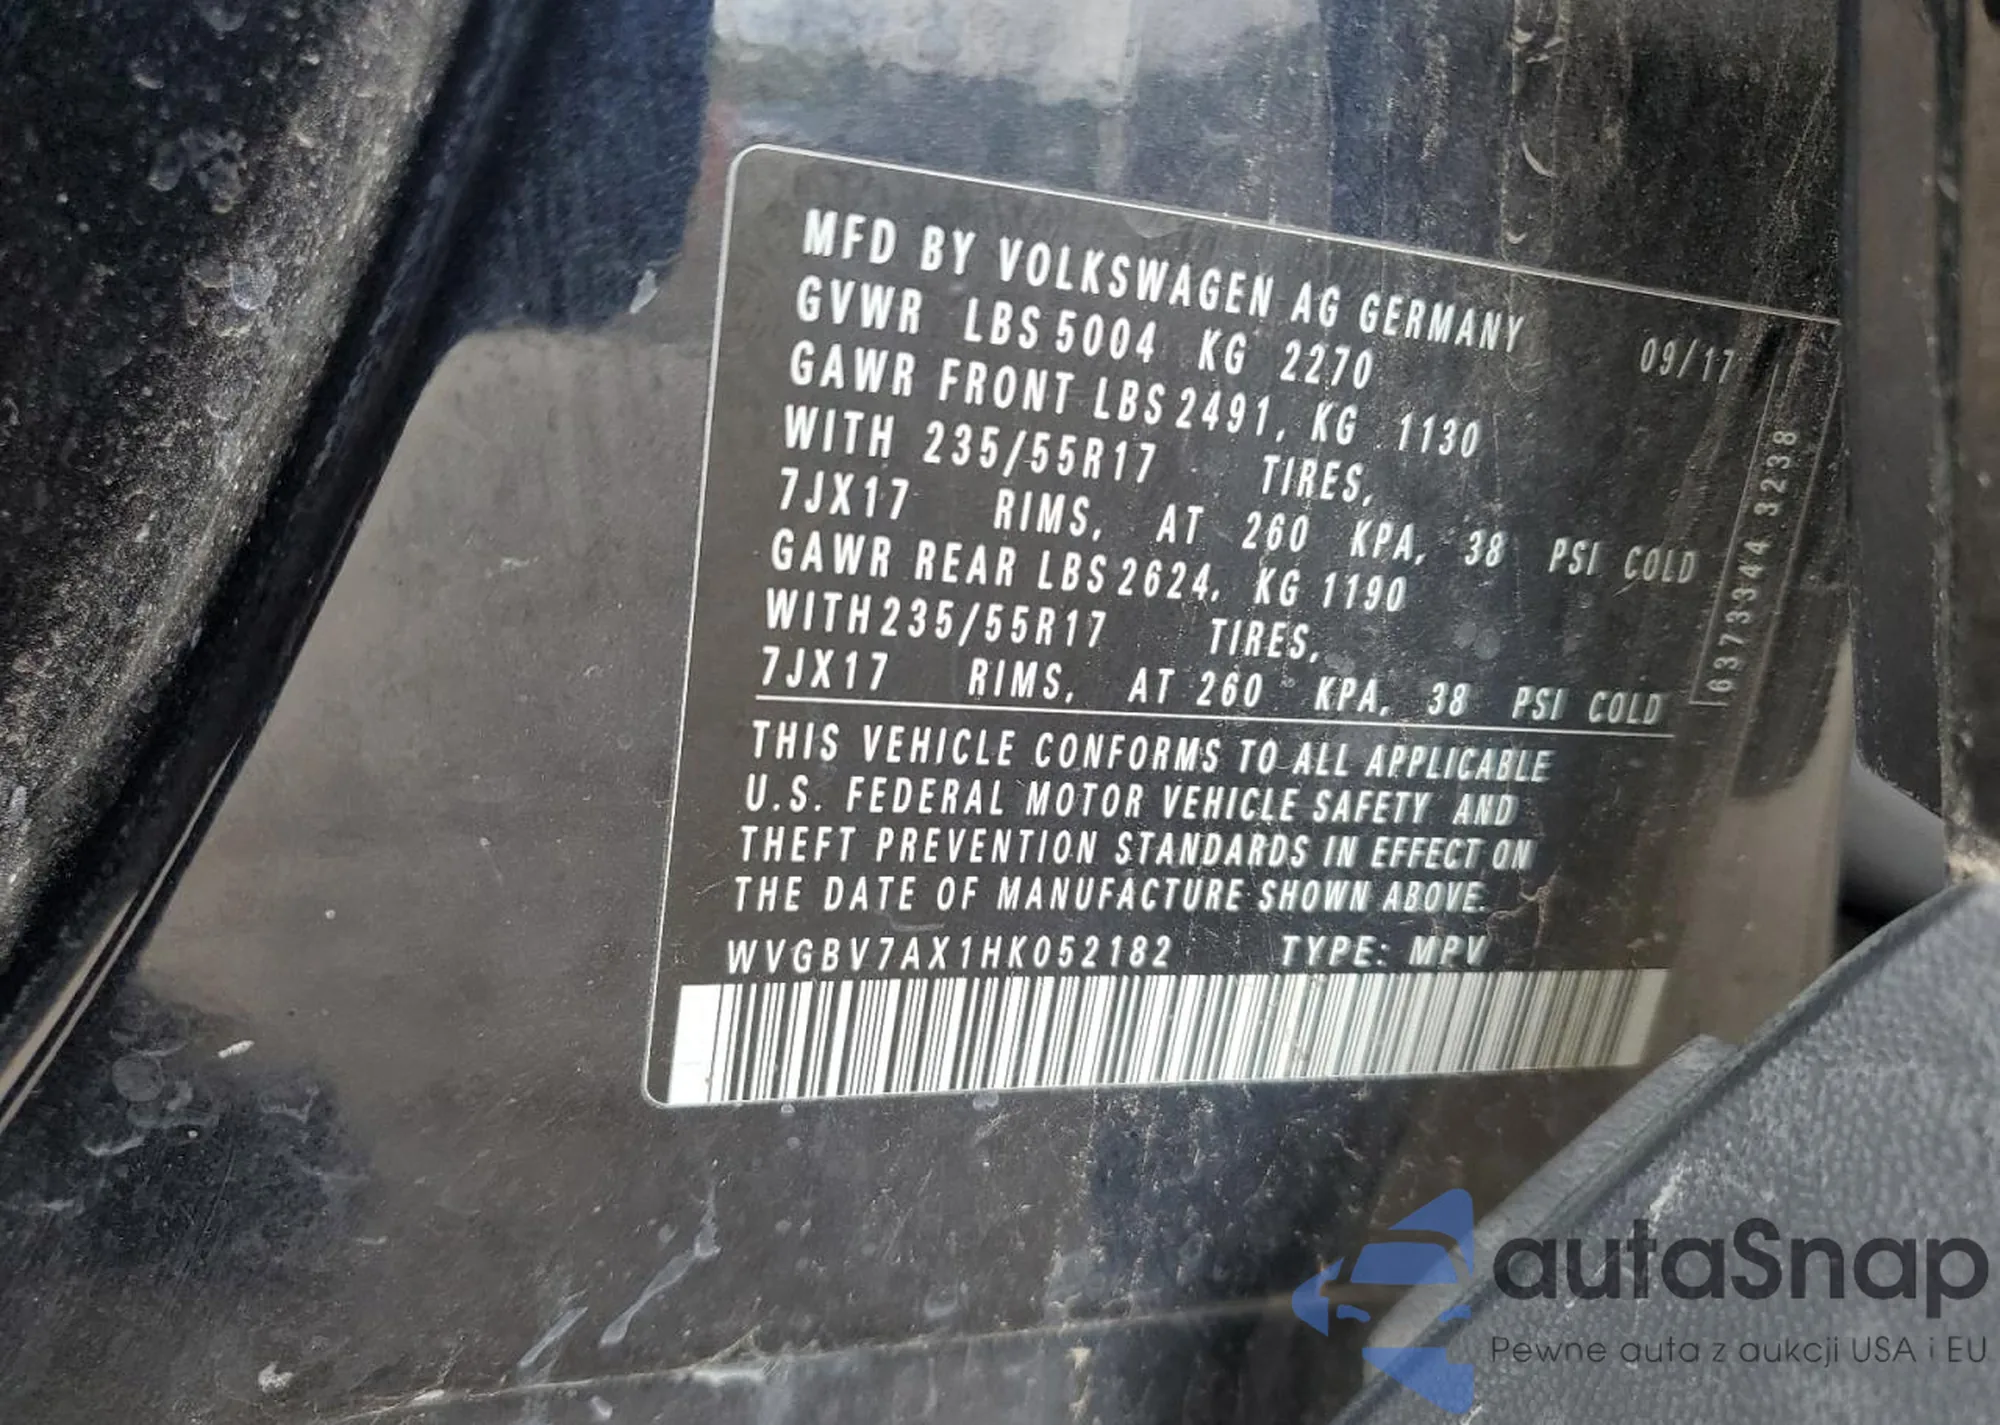 MFD BY VOLKSWAGEN AG GERMANY
GVWR LBS 5004 KG 2270 09/17
GAWR FRONT LBS 2491, KG 1130
WITH 235/55R17 TIRES,
7JX17 RIMS, AT 260 KPA, 38 PSI COLD
GAWR REAR LBS 2624, KG 1190
WITH 235/55R17 TIRES,
7JX17 RIMS, AT 260 KPA, 38 PSI COLD
6373344 3238
THIS VEHICLE CONFORMS TO ALL APPLICABLE
U.S. FEDERAL MOTOR VEHICLE SAFETY AND
THEFT PREVENTION STANDARDS IN EFFECT ON
THE DATE OF MANUFACTURE SHOWN ABOVE.
WVGBV7AX1HK052182 TYPE: MPV
autaSnap
Pewne auta z aukcji USA i EU